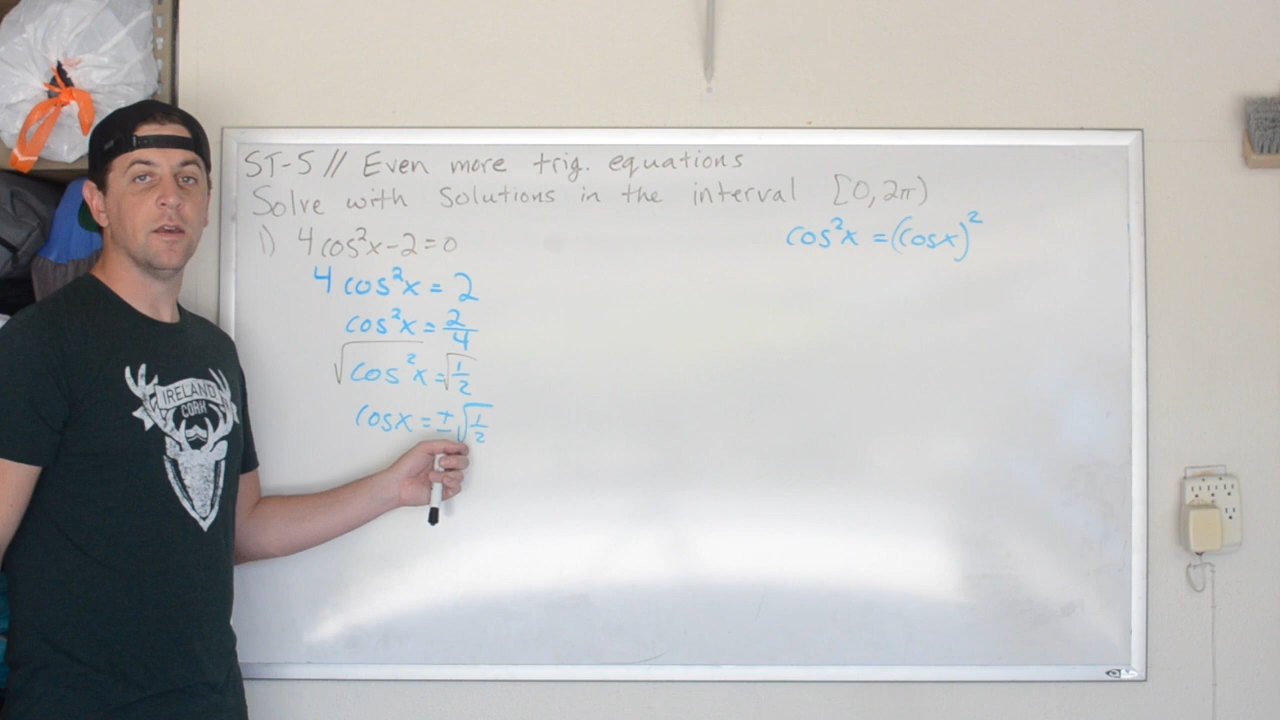 ST-5 // Even more trig. equations
Solve with Solutions in the interval [0, 2π)
1) 4cos²x-2=0
cos²x = (cosx)²
4cos²x = 2
cos²x = 2/4
√cos²x = √1/2
cosx = ±√1/2
IRELAND
CORK